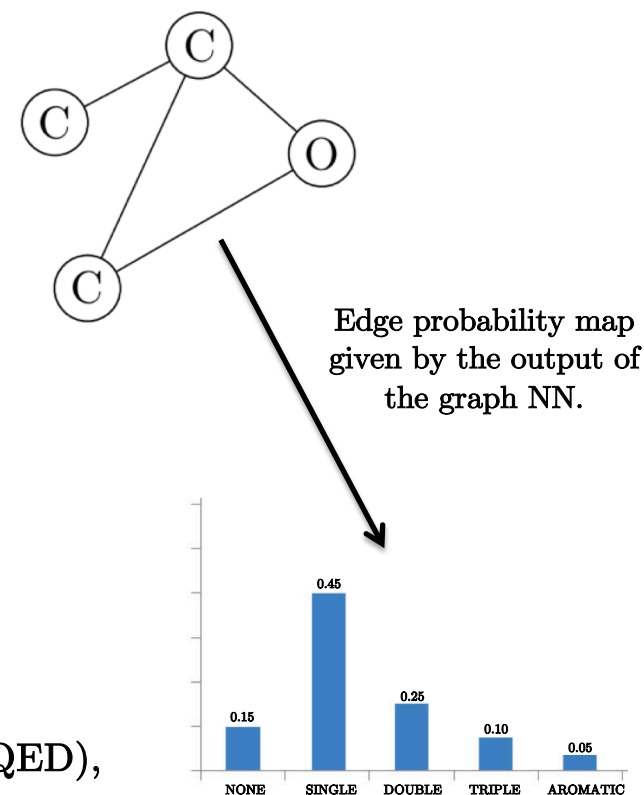 C
C
O
C
Edge probability map
given by the output of
the graph NN.
0.45
0.25
0.15
0.10
0.05
QED),
NONE SINGLE DOUBLE TRIPLE AROMATIC